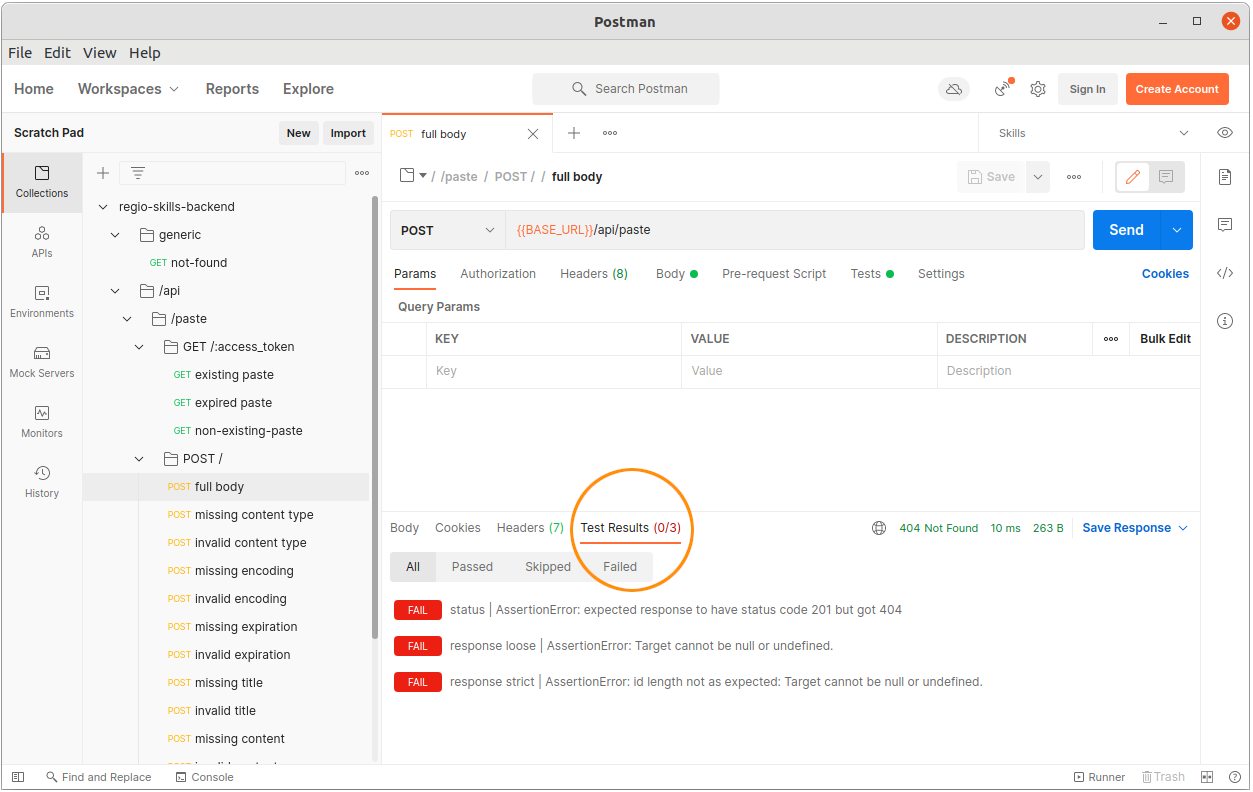 Postman
File Edit View Help
Home Workspaces Reports Explore Search Postman Sign In Create Account
Scratch Pad New Import
POST full body
Skills
Collections
APIs
Environments
Mock Servers
Monitors
History
regio-skills-backend
generic
GET not-found
/api
/paste
GET /:access_token
GET existing paste
GET expired paste
GET non-existing-paste
POST /
POST full body
POST missing content type
POST invalid content type
POST missing encoding
POST invalid encoding
POST missing expiration
POST invalid expiration
POST missing title
POST invalid title
POST missing content
/ /paste / POST / / full body
Save
POST {{BASE_URL}}/api/paste Send
Params Authorization Headers (8) Body Pre-request Script Tests Settings Cookies
Query Params
KEY VALUE DESCRIPTION Bulk Edit
Key Value Description
Body Cookies Headers (7) Test Results (0/3) 404 Not Found 10 ms 263 B Save Response
All Passed Skipped Failed
FAIL status | AssertionError: expected response to have status code 201 but got 404
FAIL response loose | AssertionError: Target cannot be null or undefined.
FAIL response strict | AssertionError: id length not as expected: Target cannot be null or undefined.
Find and Replace Console Runner Trash